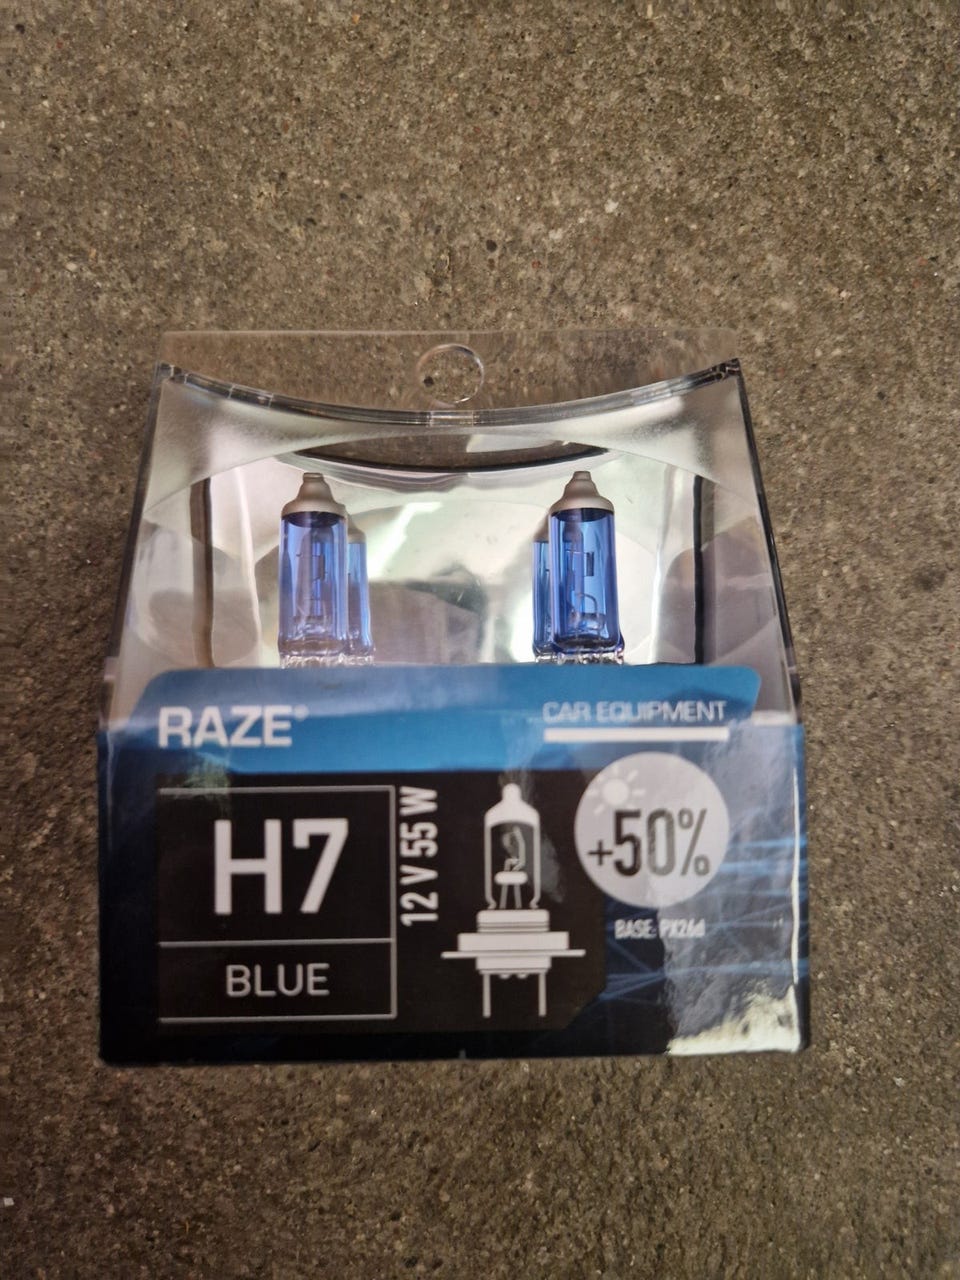 RAZE®
CAR EQUIPMENT
H7
12 V 55 W
+50%
BASE: PX26d
BLUE